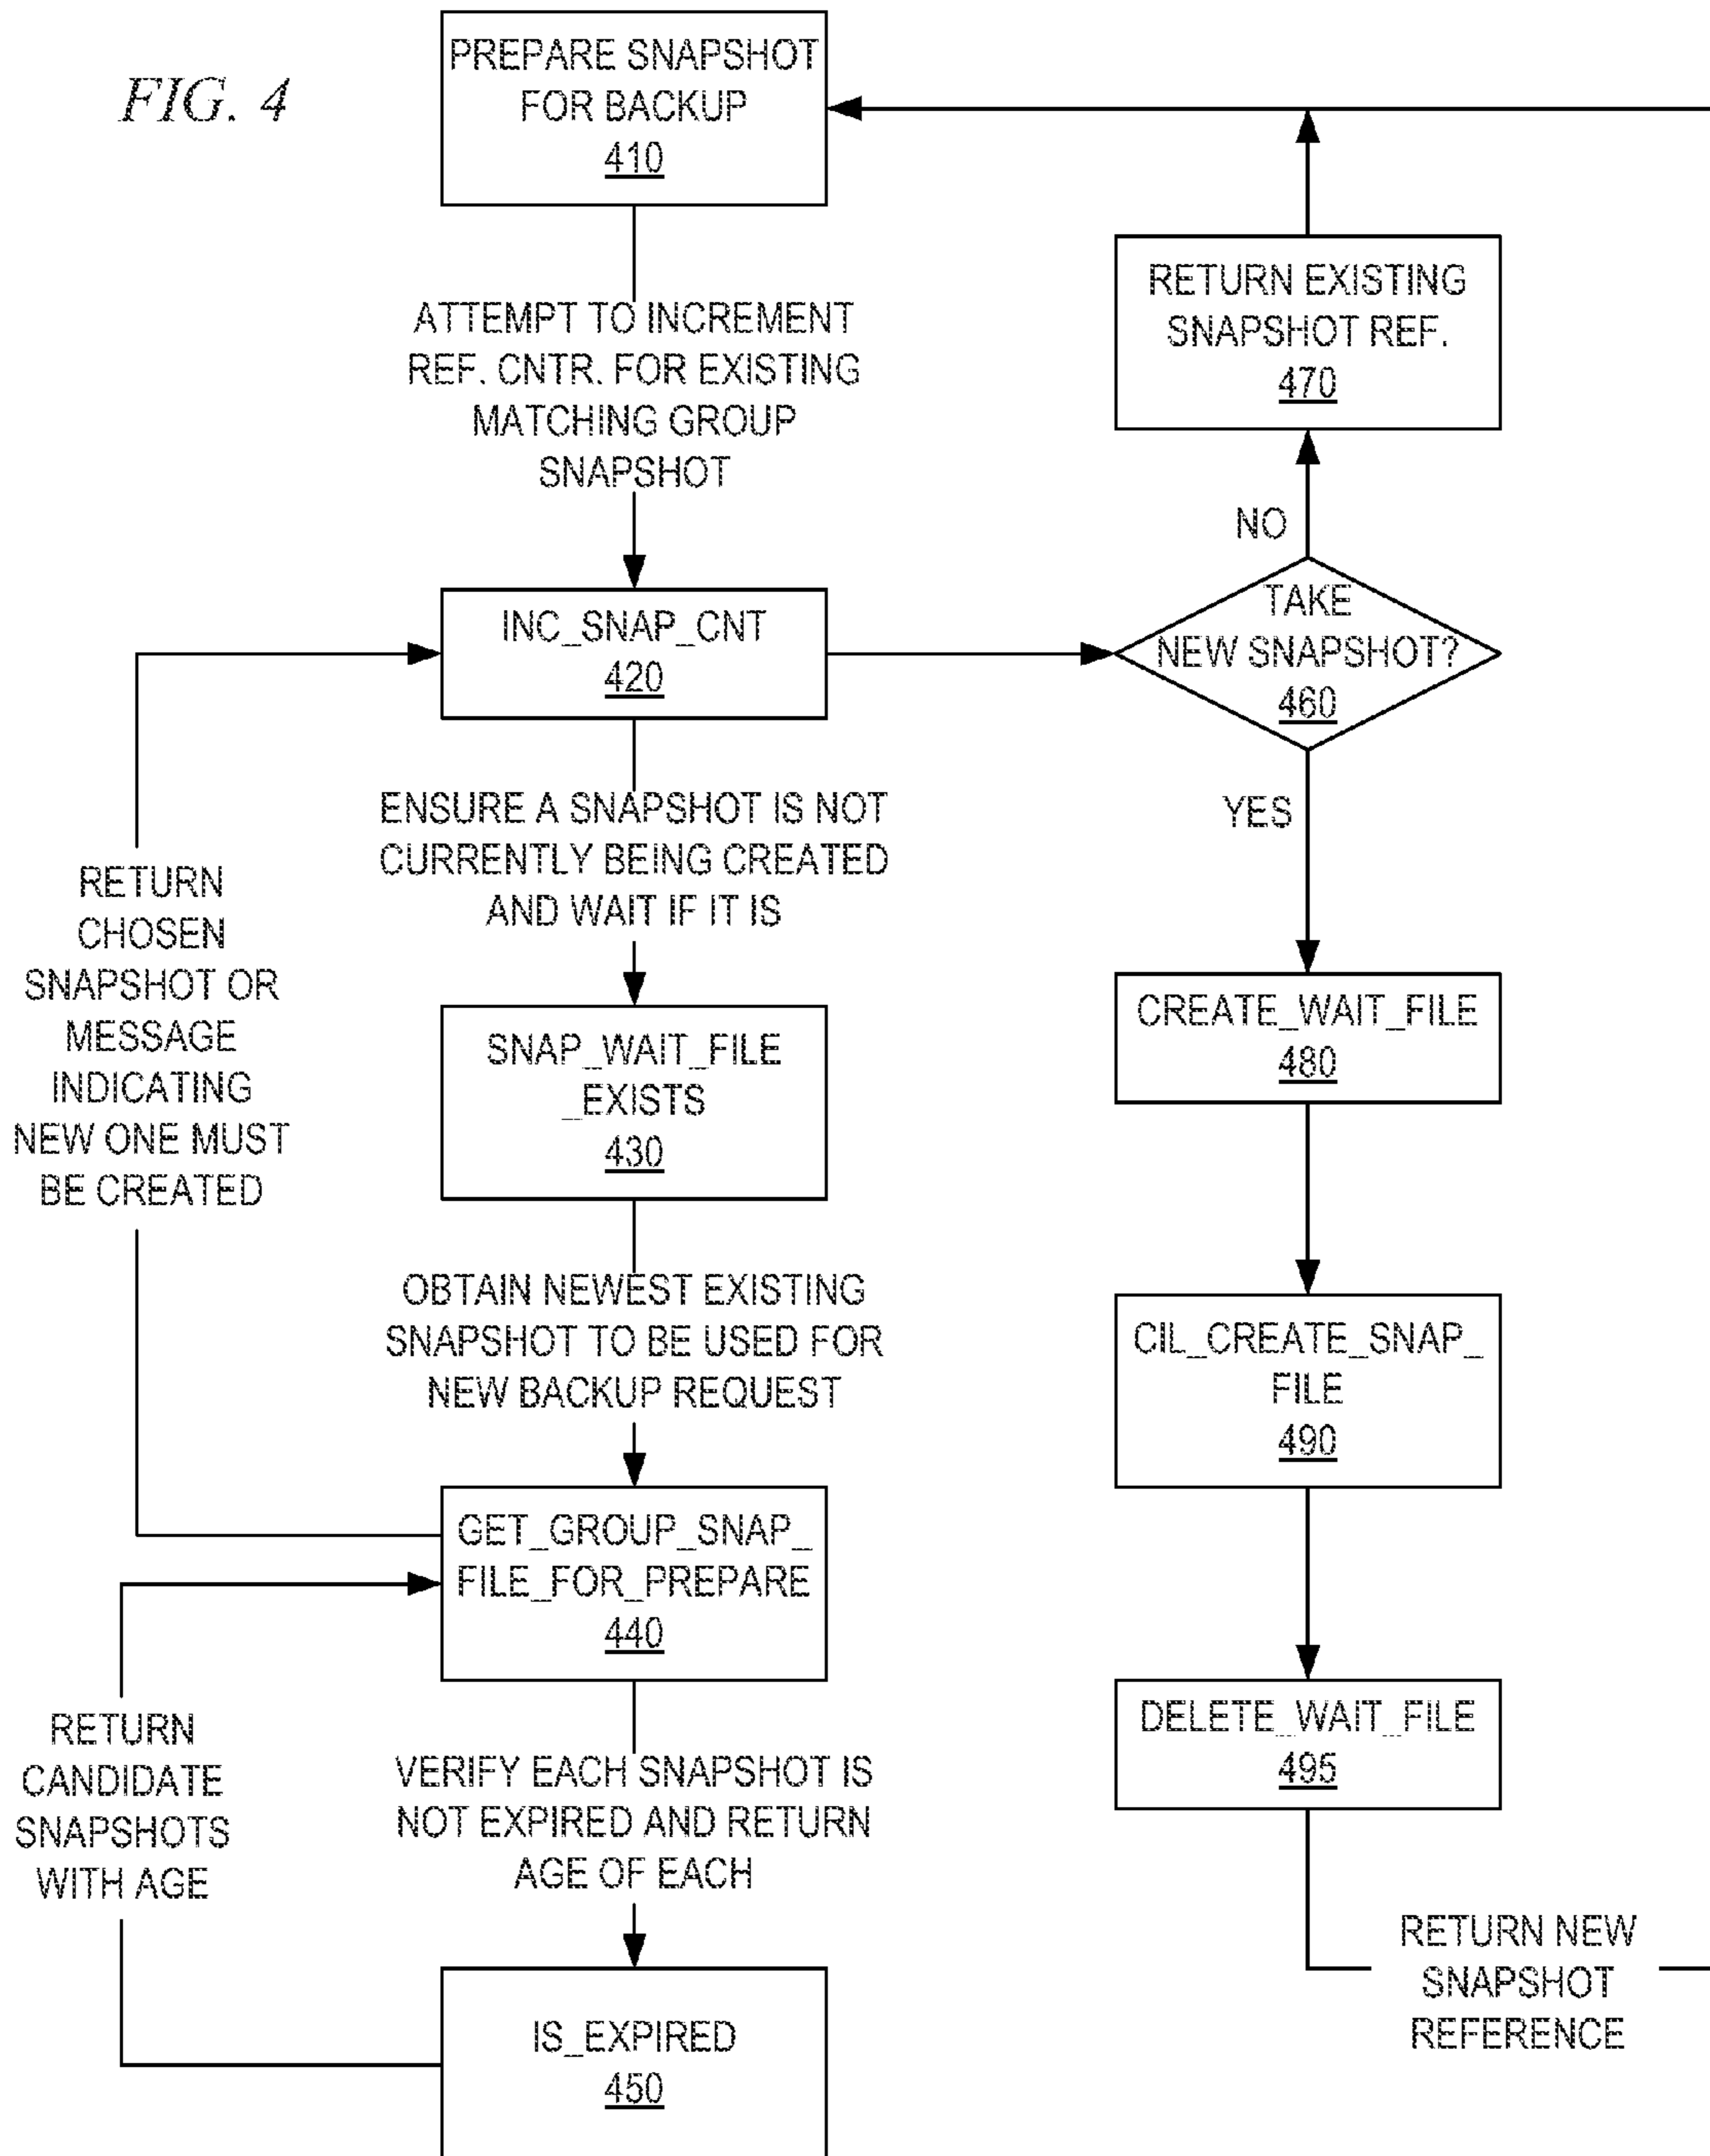 FIG. 4
PREPARE SNAPSHOT
FOR BACKUP
410
ATTEMPT TO INCREMENT
REF. CNTR. FOR EXISTING
MATCHING GROUP
SNAPSHOT
INC_SNAP_CNT
420
ENSURE A SNAPSHOT IS NOT
CURRENTLY BEING CREATED
AND WAIT IF IT IS
SNAP_WAIT_FILE
_EXISTS
430
OBTAIN NEWEST EXISTING
SNAPSHOT TO BE USED FOR
NEW BACKUP REQUEST
GET_GROUP_SNAP_
FILE_FOR_PREPARE
440
VERIFY EACH SNAPSHOT IS
NOT EXPIRED AND RETURN
AGE OF EACH
IS_EXPIRED
450
RETURN
CANDIDATE
SNAPSHOTS
WITH AGE
RETURN
CHOSEN
SNAPSHOT OR
MESSAGE
INDICATING
NEW ONE MUST
BE CREATED
TAKE
NEW SNAPSHOT?
460
NO
RETURN EXISTING
SNAPSHOT REF.
470
YES
CREATE_WAIT_FILE
480
CIL_CREATE_SNAP_
FILE
490
DELETE_WAIT_FILE
495
RETURN NEW
SNAPSHOT
REFERENCE